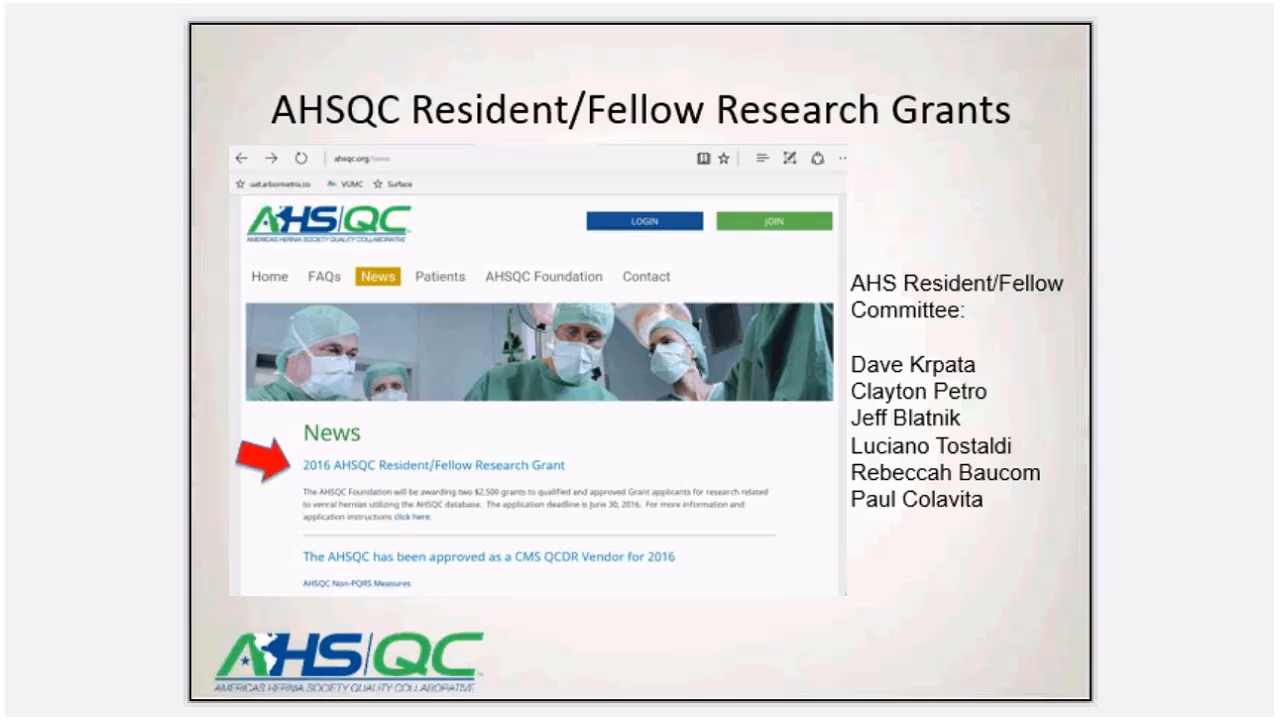 AHSQC Resident/Fellow Research Grants
ahsqc.org/news
uat.arbormetrix.co VUMC Surface
AHS|QC
AMERICAS HERNIA SOCIETY QUALITY COLLABORATIVE
LOGIN JOIN
Home FAQs News Patients AHSQC Foundation Contact
News
2016 AHSQC Resident/Fellow Research Grant
The AHSQC Foundation will be awarding two $2,500 grants to qualified and approved Grant applicants for research related
to ventral hernias utilizing the AHSQC database. The application deadline is June 30, 2016. For more information and
application instructions click here.
The AHSQC has been approved as a CMS QCDR Vendor for 2016
AHSQC Non-PQRS Measures
AHS Resident/Fellow
Committee:
Dave Krpata
Clayton Petro
Jeff Blatnik
Luciano Tostaldi
Rebeccah Baucom
Paul Colavita
AHS|QC
AMERICAS HERNIA SOCIETY QUALITY COLLABORATIVE